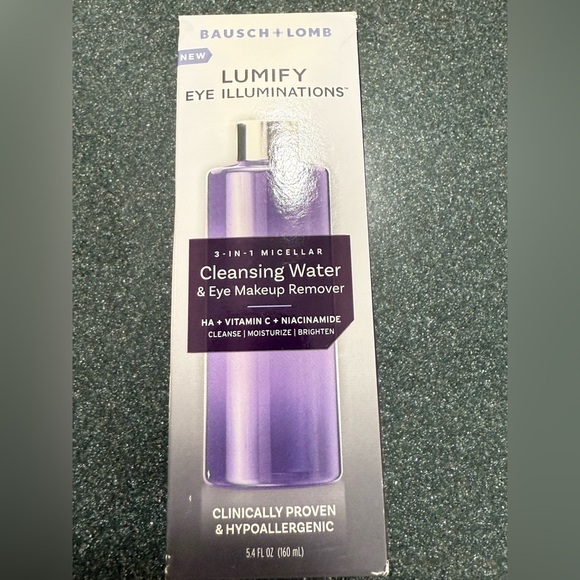 BAUSCH + LOMB
NEW
LUMIFY
EYE ILLUMINATIONS™
3-IN-1 MICELLAR
Cleansing Water
& Eye Makeup Remover
HA + VITAMIN C + NIACINAMIDE
CLEANSE | MOISTURIZE | BRIGHTEN
CLINICALLY PROVEN
& HYPOALLERGENIC
5.4 FL OZ (160 mL)